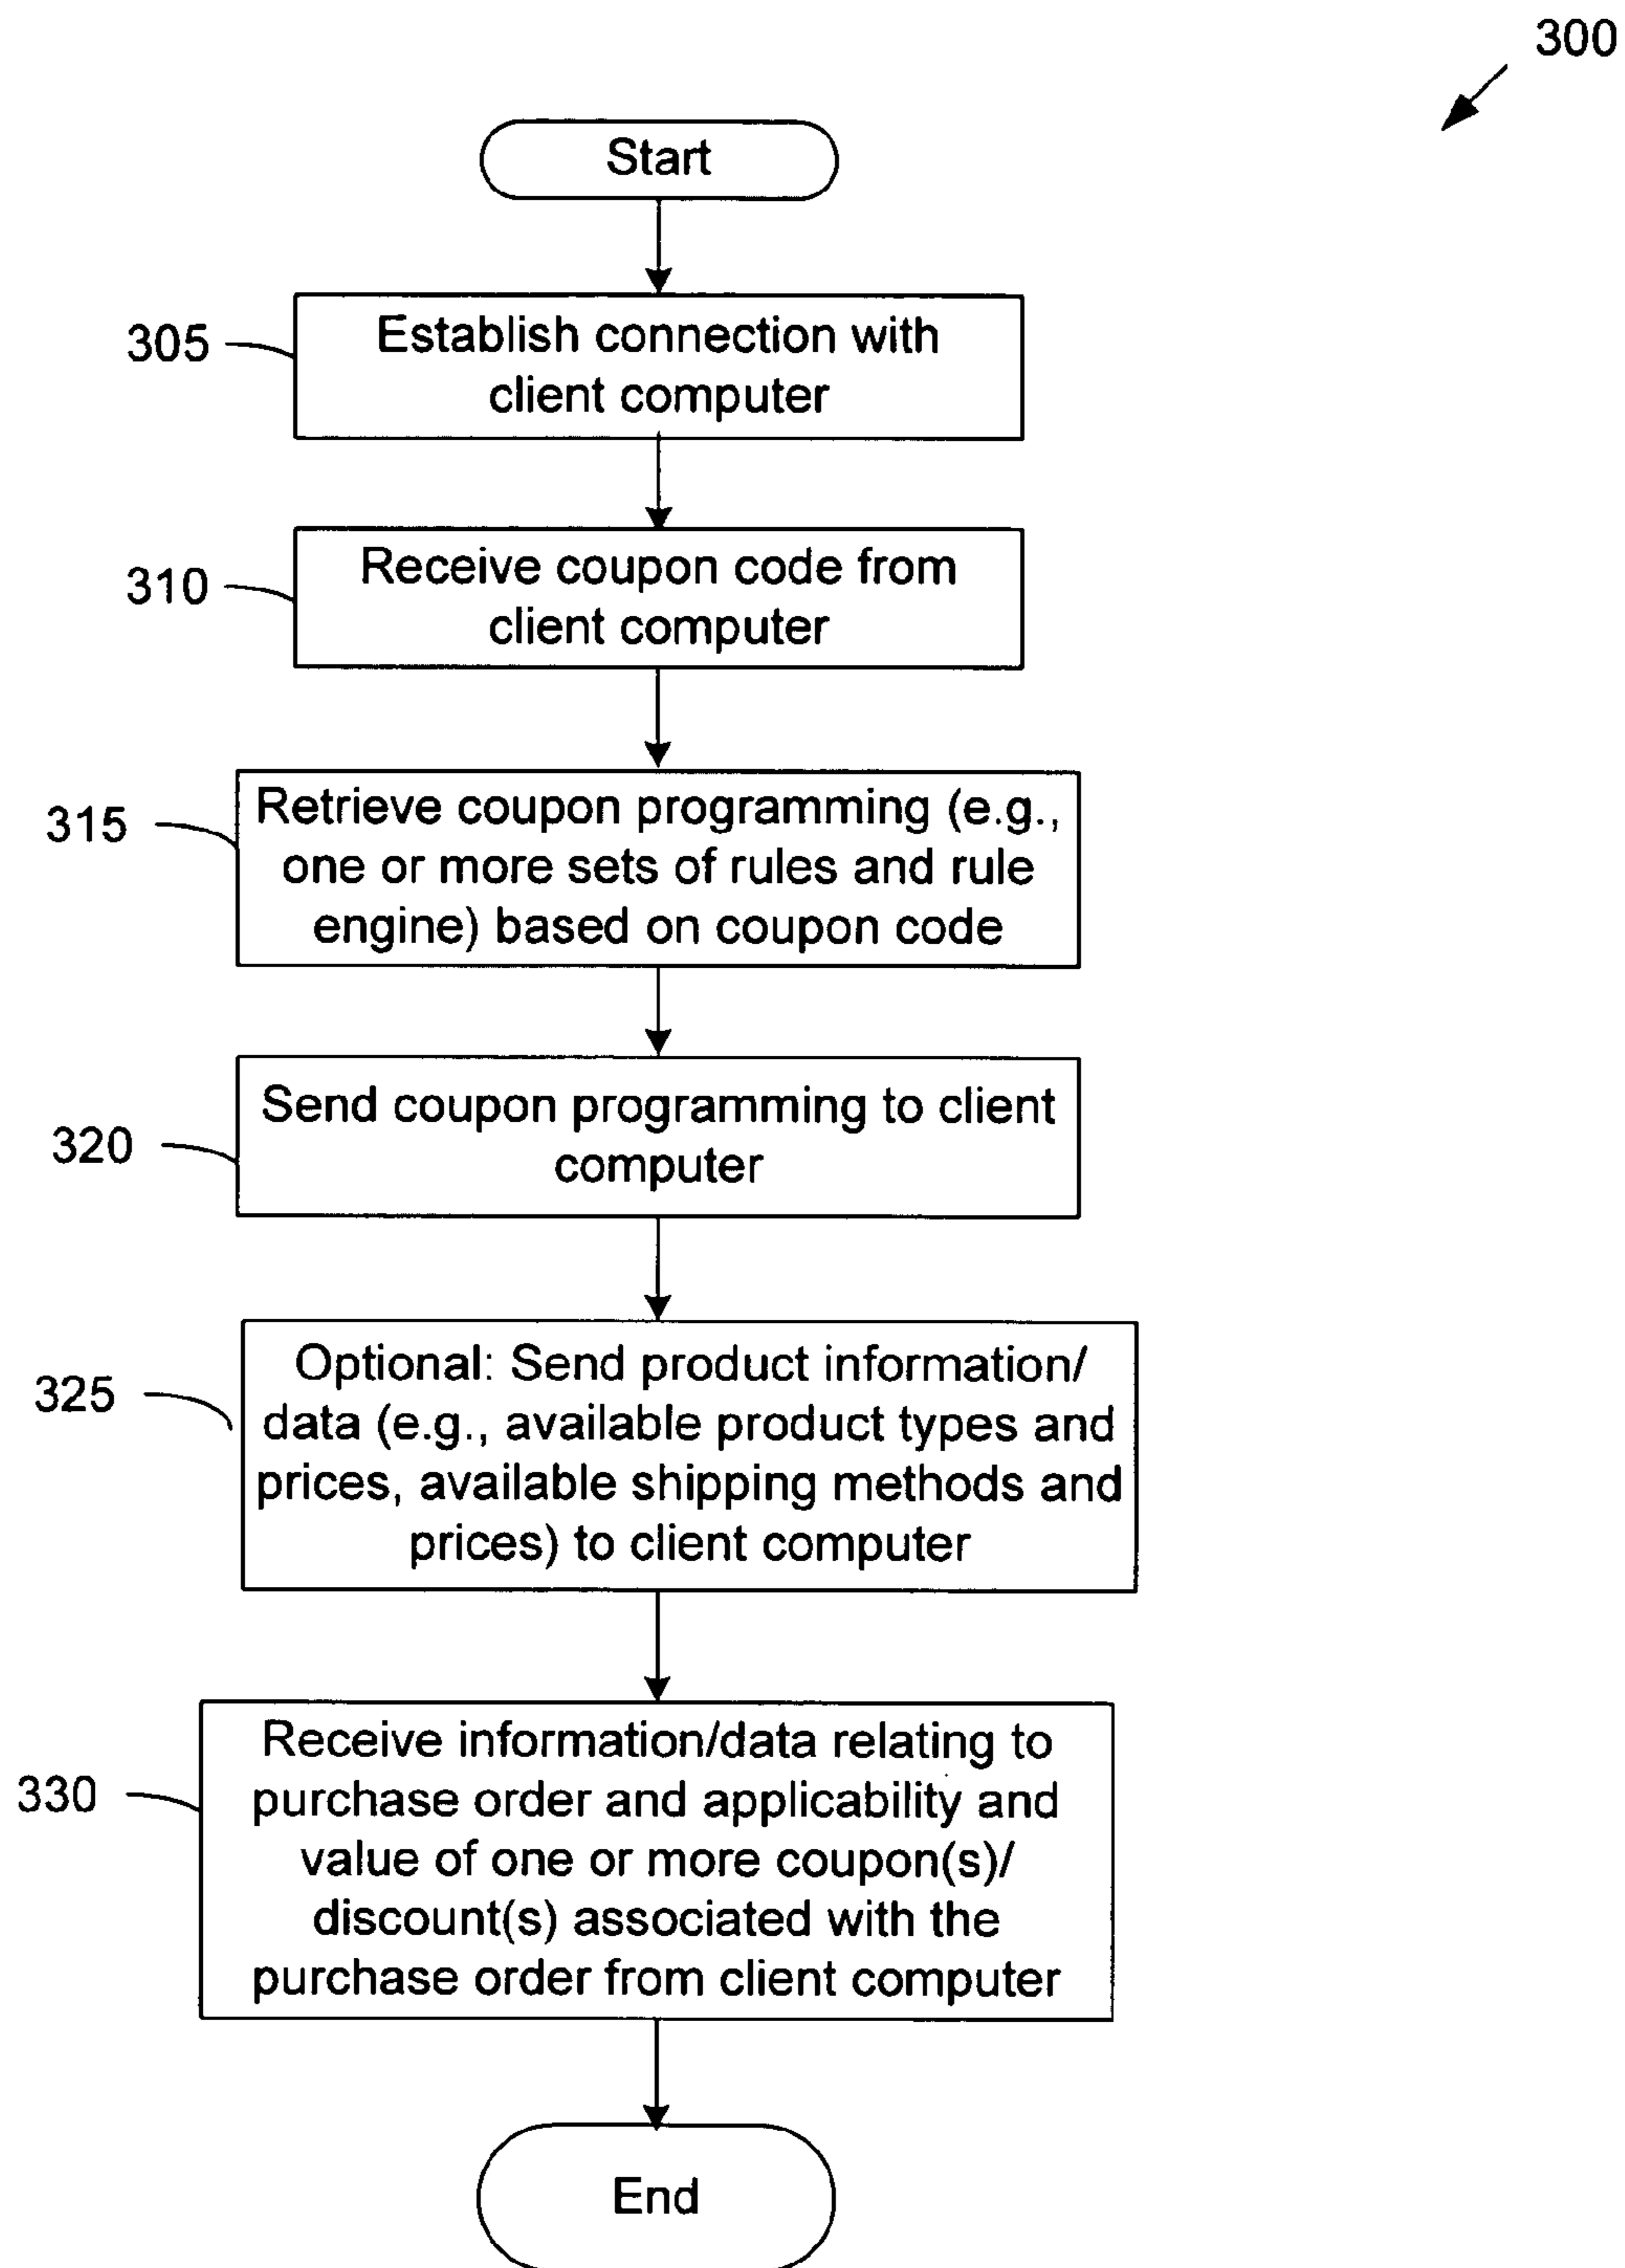 300
Start
305
Establish connection with
client computer
310
Receive coupon code from
client computer
315
Retrieve coupon programming (e.g.,
one or more sets of rules and rule
engine) based on coupon code
320
Send coupon programming to client
computer
325
Optional: Send product information/
data (e.g., available product types and
prices, available shipping methods and
prices) to client computer
330
Receive information/data relating to
purchase order and applicability and
value of one or more coupon(s)/
discount(s) associated with the
purchase order from client computer
End